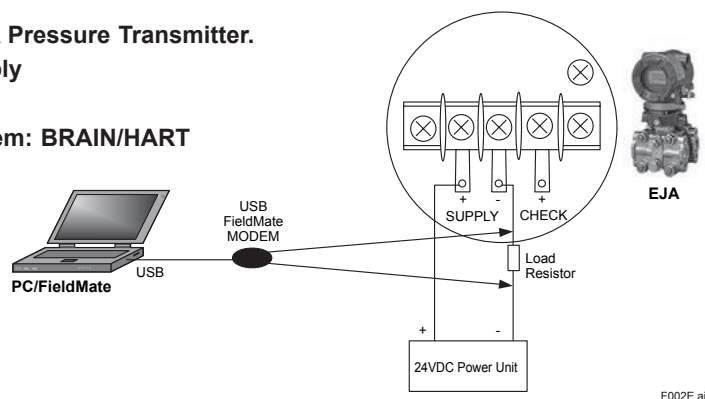 Pressure Transmitter.
em: BRAIN/HART
EJA
+ - +
SUPPLY CHECK
USB
FieldMate
MODEM
USB
PC/FieldMate
Load
Resistor
+ -
24VDC Power Unit
F002E.ai